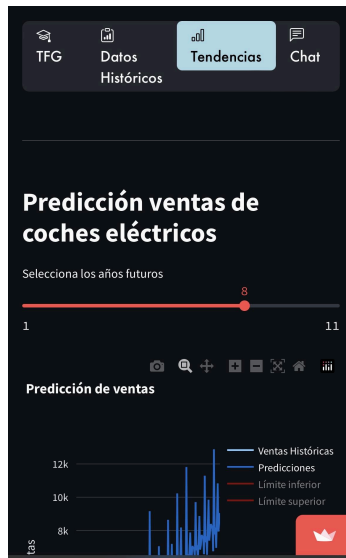 TFG
Datos
Históricos
Tendencias
Chat
Predicción ventas de
coches eléctricos
Selecciona los años futuros
8
1
11
Predicción de ventas
Ventas Históricas
Predicciones
Límite inferior
Límite superior
12k
10k
8k
tas